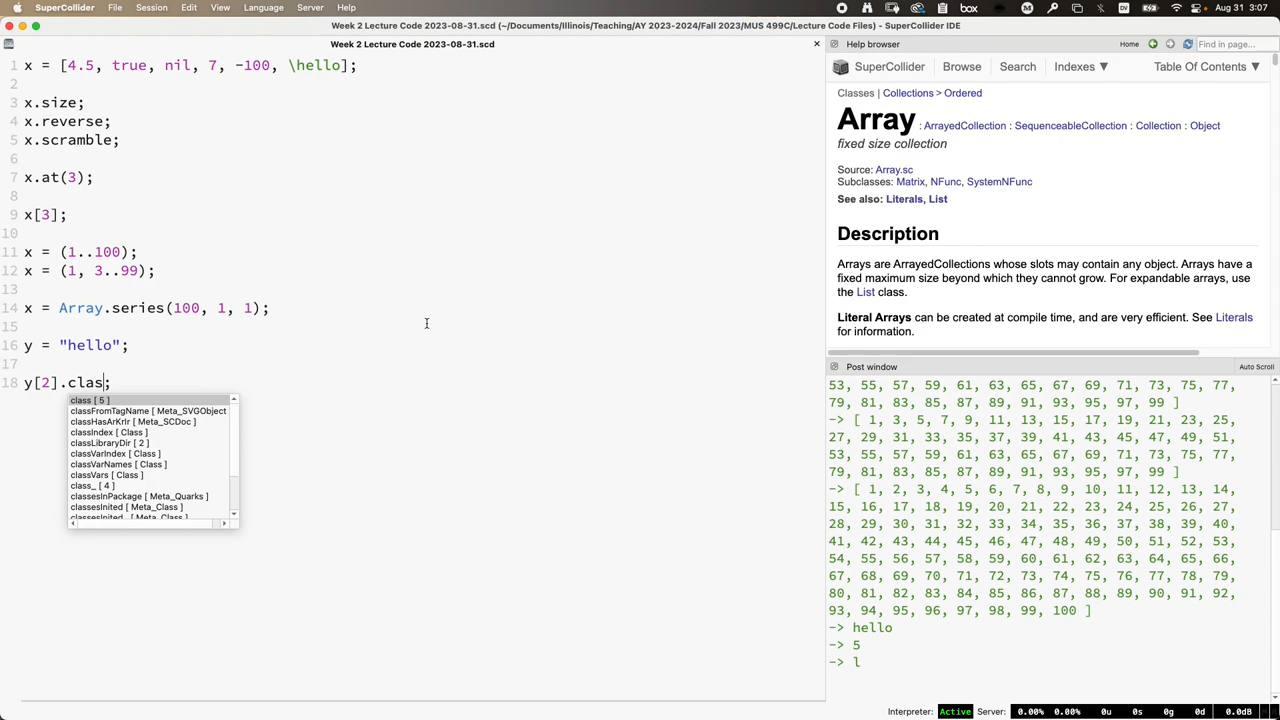 SuperCollider File Session Edit View Language Server Help Aug 31 3:07
Week 2 Lecture Code 2023-08-31.scd (~/Documents/Illinois/Teaching/AY 2023-2024/Fall 2023/MUS 499C/Lecture Code Files) - SuperCollider IDE
Week 2 Lecture Code 2023-08-31.scd
1 x = [4.5, true, nil, 7, -100, \hello];
2
3 x.size;
4 x.reverse;
5 x.scramble;
6
7 x.at(3);
8
9 x[3];
10
11 x = (1..100);
12 x = (1, 3..99);
13
14 x = Array.series(100, 1, 1);
15
16 y = "hello";
17
18 y[2].clas;
class [ 5 ]
classFromTagName [ Meta_SVGObject
classHasArKrIr [ Meta_SCDoc ]
classIndex [ Class ]
classLibraryDir [ 2 ]
classVarIndex [ Class ]
classVarNames [ Class ]
classVars [ Class ]
class_ [ 4 ]
classesInPackage [ Meta_Quarks ]
classesInited [ Meta_Class ]
classesInited_ [ Meta_Class ]
Help browser Home Find in page...
SuperCollider Browse Search Indexes ▼ Table Of Contents ▼
Classes | Collections > Ordered
Array : ArrayedCollection : SequenceableCollection : Collection : Object
fixed size collection
Source: Array.sc
Subclasses: Matrix, NFunc, SystemNFunc
See also: Literals, List
Description
Arrays are ArrayedCollections whose slots may contain any object. Arrays have a
fixed maximum size beyond which they cannot grow. For expandable arrays, use
the List class.
Literal Arrays can be created at compile time, and are very efficient. See Literals
for information.
Post window Auto Scroll
53, 55, 57, 59, 61, 63, 65, 67, 69, 71, 73, 75, 77,
79, 81, 83, 85, 87, 89, 91, 93, 95, 97, 99 ]
-> [ 1, 3, 5, 7, 9, 11, 13, 15, 17, 19, 21, 23, 25,
27, 29, 31, 33, 35, 37, 39, 41, 43, 45, 47, 49, 51,
53, 55, 57, 59, 61, 63, 65, 67, 69, 71, 73, 75, 77,
79, 81, 83, 85, 87, 89, 91, 93, 95, 97, 99 ]
-> [ 1, 2, 3, 4, 5, 6, 7, 8, 9, 10, 11, 12, 13, 14,
15, 16, 17, 18, 19, 20, 21, 22, 23, 24, 25, 26, 27,
28, 29, 30, 31, 32, 33, 34, 35, 36, 37, 38, 39, 40,
41, 42, 43, 44, 45, 46, 47, 48, 49, 50, 51, 52, 53,
54, 55, 56, 57, 58, 59, 60, 61, 62, 63, 64, 65, 66,
67, 68, 69, 70, 71, 72, 73, 74, 75, 76, 77, 78, 79,
80, 81, 82, 83, 84, 85, 86, 87, 88, 89, 90, 91, 92,
93, 94, 95, 96, 97, 98, 99, 100 ]
-> hello
-> 5
-> l
Interpreter: Active Server: 0.00% 0.00% 0u 0s 0g 0d 0.0dB